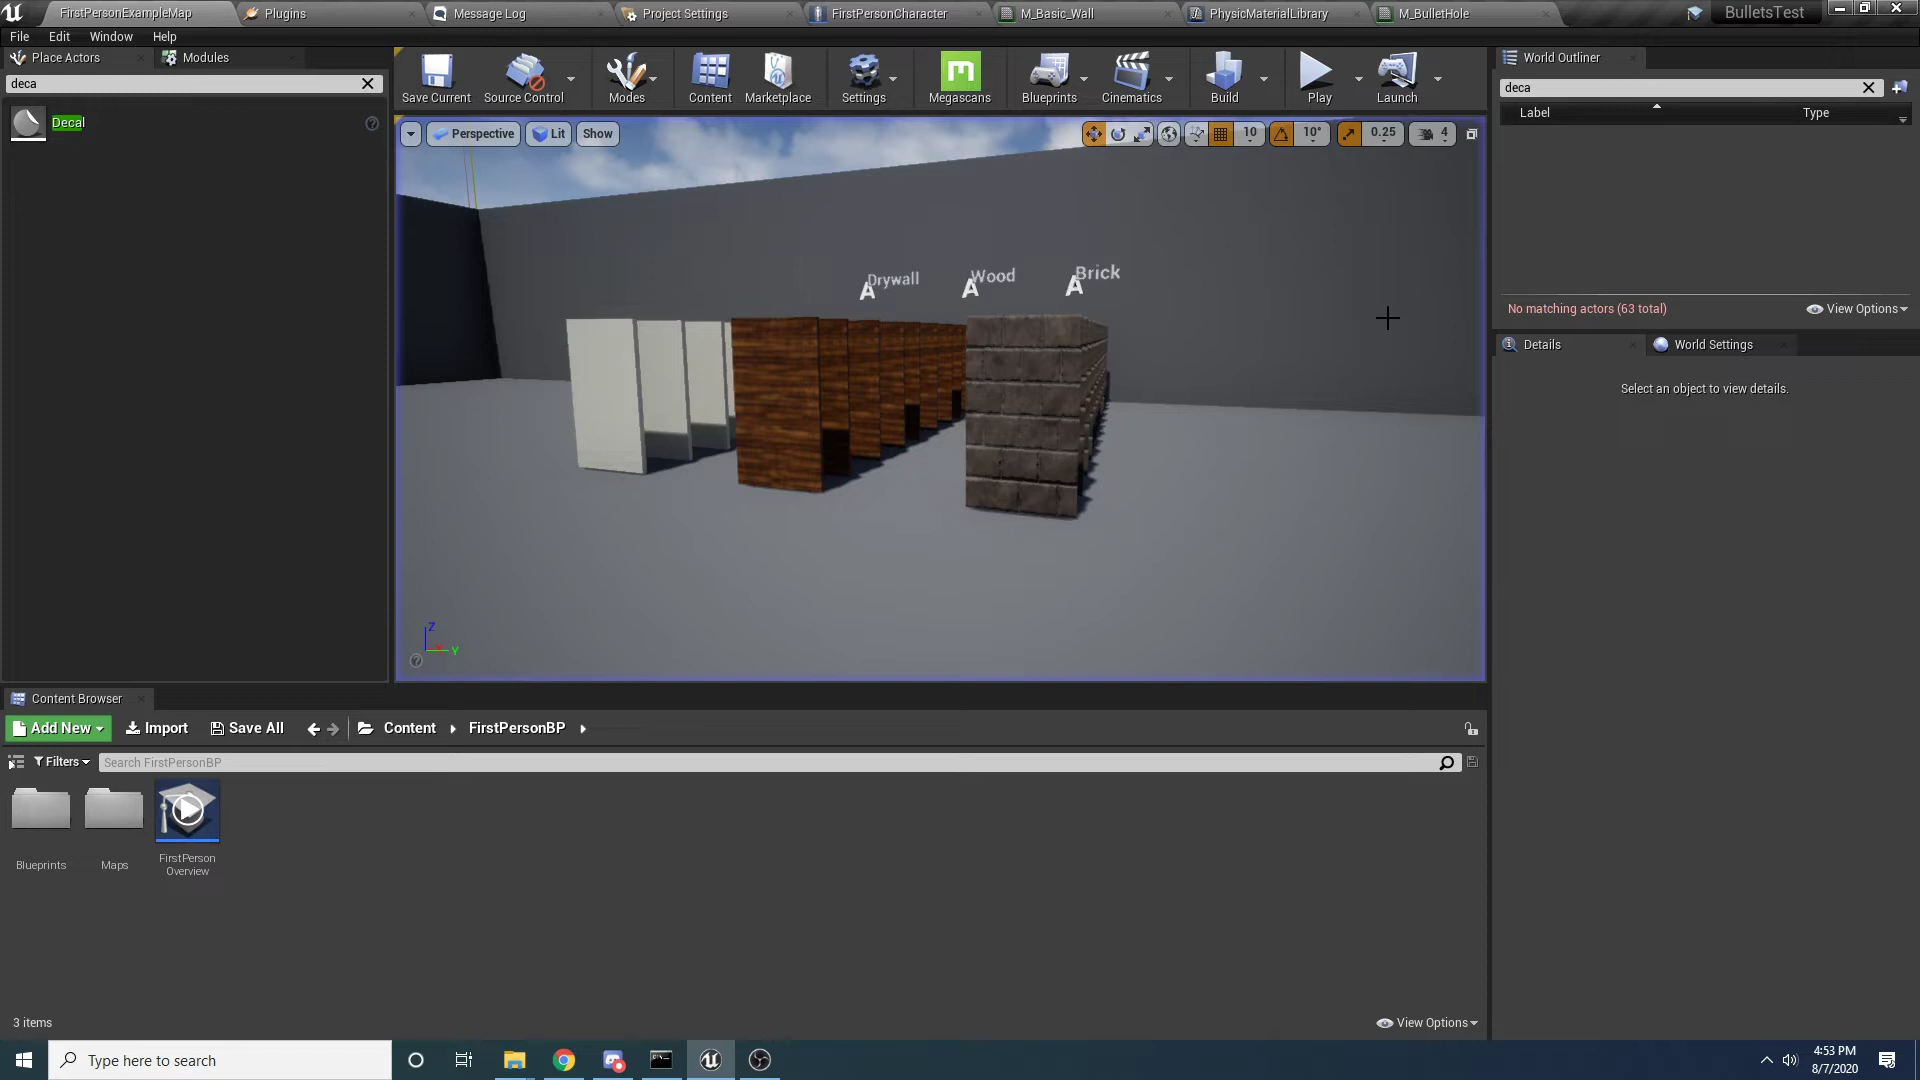 FirstPersonExampleMap
Plugins
Message Log
Project Settings
FirstPersonCharacter
M_Basic_Wall
PhysicMaterialLibrary
M_BulletHole
BulletsTest
File
Edit
Window
Help
Place Actors
Modules
World Outliner
deca
Save Current
Source Control
Modes
Content
Marketplace
Settings
Megascans
Blueprints
Cinematics
Build
Play
Launch
deca
Label
Type
Decal
Perspective
Lit
Show
10
10°
0.25
4
Drywall
Wood
Brick
A
A
A
No matching actors (63 total)
View Options
Details
World Settings
Select an object to view details.
Z
Y
Content Browser
Add New
Import
Save All
Content
FirstPersonBP
Filters
Search FirstPersonBP
Blueprints
Maps
FirstPerson
Overview
3 items
View Options
Type here to search
4:53 PM
8/7/2020